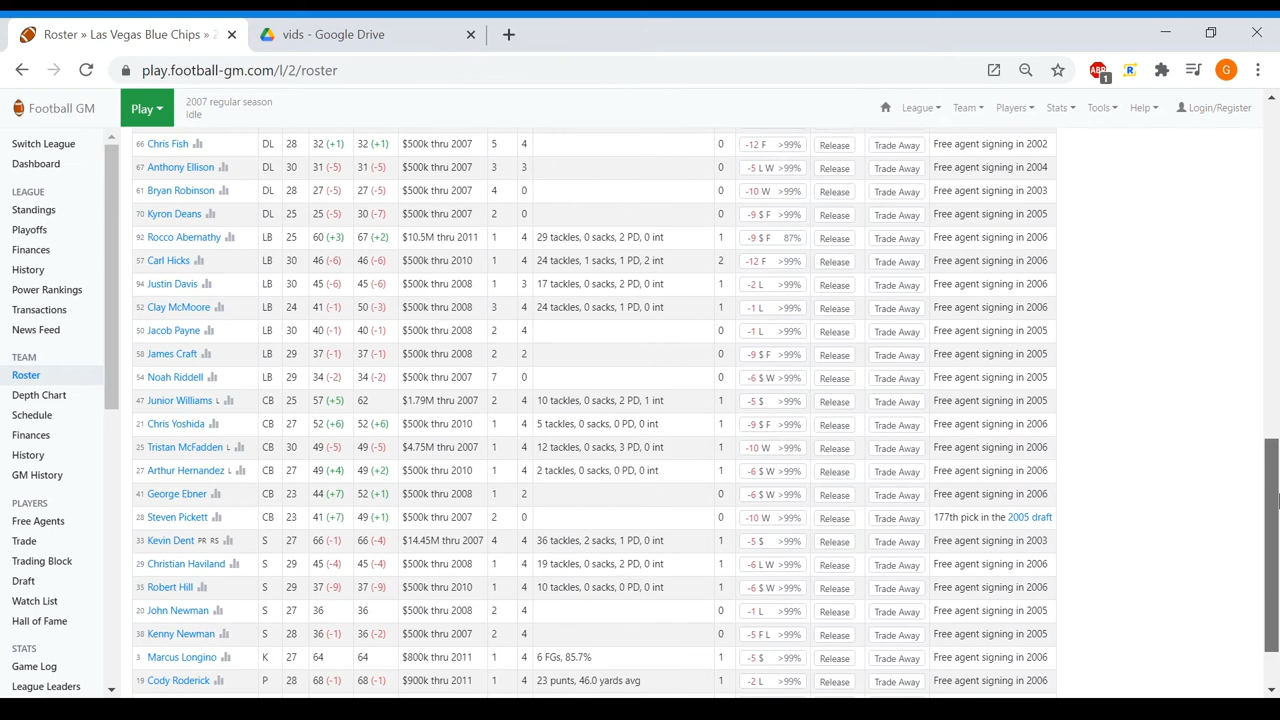 Roster » Las Vegas Blue Chips » 2
vids - Google Drive
play.football-gm.com/l/2/roster
ABP 1
G
Football GM
Play
2007 regular season
Idle
League Team Players Stats Tools Help Login/Register
Switch League
Dashboard
LEAGUE
Standings
Playoffs
Finances
History
Power Rankings
Transactions
News Feed
TEAM
Roster
Depth Chart
Schedule
Finances
History
GM History
PLAYERS
Free Agents
Trade
Trading Block
Draft
Watch List
Hall of Fame
STATS
Game Log
League Leaders
66 Chris Fish DL 28 32 (+1) 32 (+1) $500k thru 2007 5 4 0 -12 F >99% Release Trade Away Free agent signing in 2002
67 Anthony Ellison DL 30 31 (-5) 31 (-5) $500k thru 2007 3 3 0 -5 L W >99% Release Trade Away Free agent signing in 2004
61 Bryan Robinson DL 28 27 (-5) 27 (-5) $500k thru 2007 4 0 0 -10 W >99% Release Trade Away Free agent signing in 2003
70 Kyron Deans DL 25 25 (-5) 30 (-7) $500k thru 2007 2 0 0 -9 $ F >99% Release Trade Away Free agent signing in 2005
92 Rocco Abernathy LB 25 60 (+3) 67 (+2) $10.5M thru 2011 1 4 29 tackles, 0 sacks, 2 PD, 0 int 1 -9 $ F 87% Release Trade Away Free agent signing in 2006
57 Carl Hicks LB 30 46 (-6) 46 (-6) $500k thru 2010 1 4 24 tackles, 1 sacks, 1 PD, 2 int 2 -12 F >99% Release Trade Away Free agent signing in 2006
94 Justin Davis LB 30 45 (-6) 45 (-6) $500k thru 2008 1 3 17 tackles, 0 sacks, 2 PD, 0 int 1 -2 L >99% Release Trade Away Free agent signing in 2006
52 Clay McMoore LB 24 41 (-1) 50 (-1) $500k thru 2008 3 4 24 tackles, 1 sacks, 1 PD, 0 int 1 -1 L >99% Release Trade Away Free agent signing in 2006
50 Jacob Payne LB 30 40 (-1) 40 (-1) $500k thru 2008 2 4 0 -1 L >99% Release Trade Away Free agent signing in 2005
58 James Craft LB 29 37 (-1) 37 (-1) $500k thru 2008 2 2 0 -9 $ F >99% Release Trade Away Free agent signing in 2005
54 Noah Riddell LB 29 34 (-2) 34 (-2) $500k thru 2007 7 0 0 -6 $ W >99% Release Trade Away Free agent signing in 2005
47 Junior Williams L CB 25 57 (+5) 62 $1.79M thru 2007 2 4 10 tackles, 0 sacks, 2 PD, 1 int 1 -5 $ >99% Release Trade Away Free agent signing in 2005
21 Chris Yoshida CB 27 52 (+6) 52 (+6) $500k thru 2010 1 4 5 tackles, 0 sacks, 0 PD, 0 int 1 -9 $ F >99% Release Trade Away Free agent signing in 2006
25 Tristan McFadden L CB 30 49 (-5) 49 (-5) $4.75M thru 2007 1 4 12 tackles, 0 sacks, 3 PD, 0 int 1 -10 W >99% Release Trade Away Free agent signing in 2006
27 Arthur Hernandez L CB 27 49 (+4) 49 (+2) $500k thru 2010 1 4 2 tackles, 0 sacks, 0 PD, 0 int 1 -6 $ W >99% Release Trade Away Free agent signing in 2006
41 George Ebner CB 23 44 (+7) 52 (+1) $500k thru 2008 1 2 0 -6 $ W >99% Release Trade Away Free agent signing in 2006
28 Steven Pickett CB 23 41 (+7) 49 (+1) $500k thru 2007 2 0 0 -10 W >99% Release Trade Away 177th pick in the 2005 draft
33 Kevin Dent PR RS S 27 66 (-1) 66 (-4) $14.45M thru 2007 4 4 36 tackles, 2 sacks, 1 PD, 0 int 1 -5 $ >99% Release Trade Away Free agent signing in 2003
29 Christian Haviland S 29 45 (-4) 45 (-4) $500k thru 2008 1 4 19 tackles, 0 sacks, 1 PD, 0 int 1 -6 L W >99% Release Trade Away Free agent signing in 2006
35 Robert Hill S 29 37 (-9) 37 (-9) $500k thru 2010 1 4 10 tackles, 0 sacks, 0 PD, 0 int 1 -6 $ W >99% Release Trade Away Free agent signing in 2006
20 John Newman S 27 36 36 $500k thru 2008 2 4 0 -1 L >99% Release Trade Away Free agent signing in 2005
38 Kenny Newman S 28 36 (-1) 36 (-2) $500k thru 2007 2 4 0 -5 F L >99% Release Trade Away Free agent signing in 2005
3 Marcus Longino K 27 64 64 $800k thru 2011 1 4 6 FGs, 85.7% 1 -5 $ >99% Release Trade Away Free agent signing in 2006
19 Cody Roderick P 28 68 (-1) 68 (-1) $900k thru 2011 1 4 23 punts, 46.0 yards avg 1 -2 L >99% Release Trade Away Free agent signing in 2006